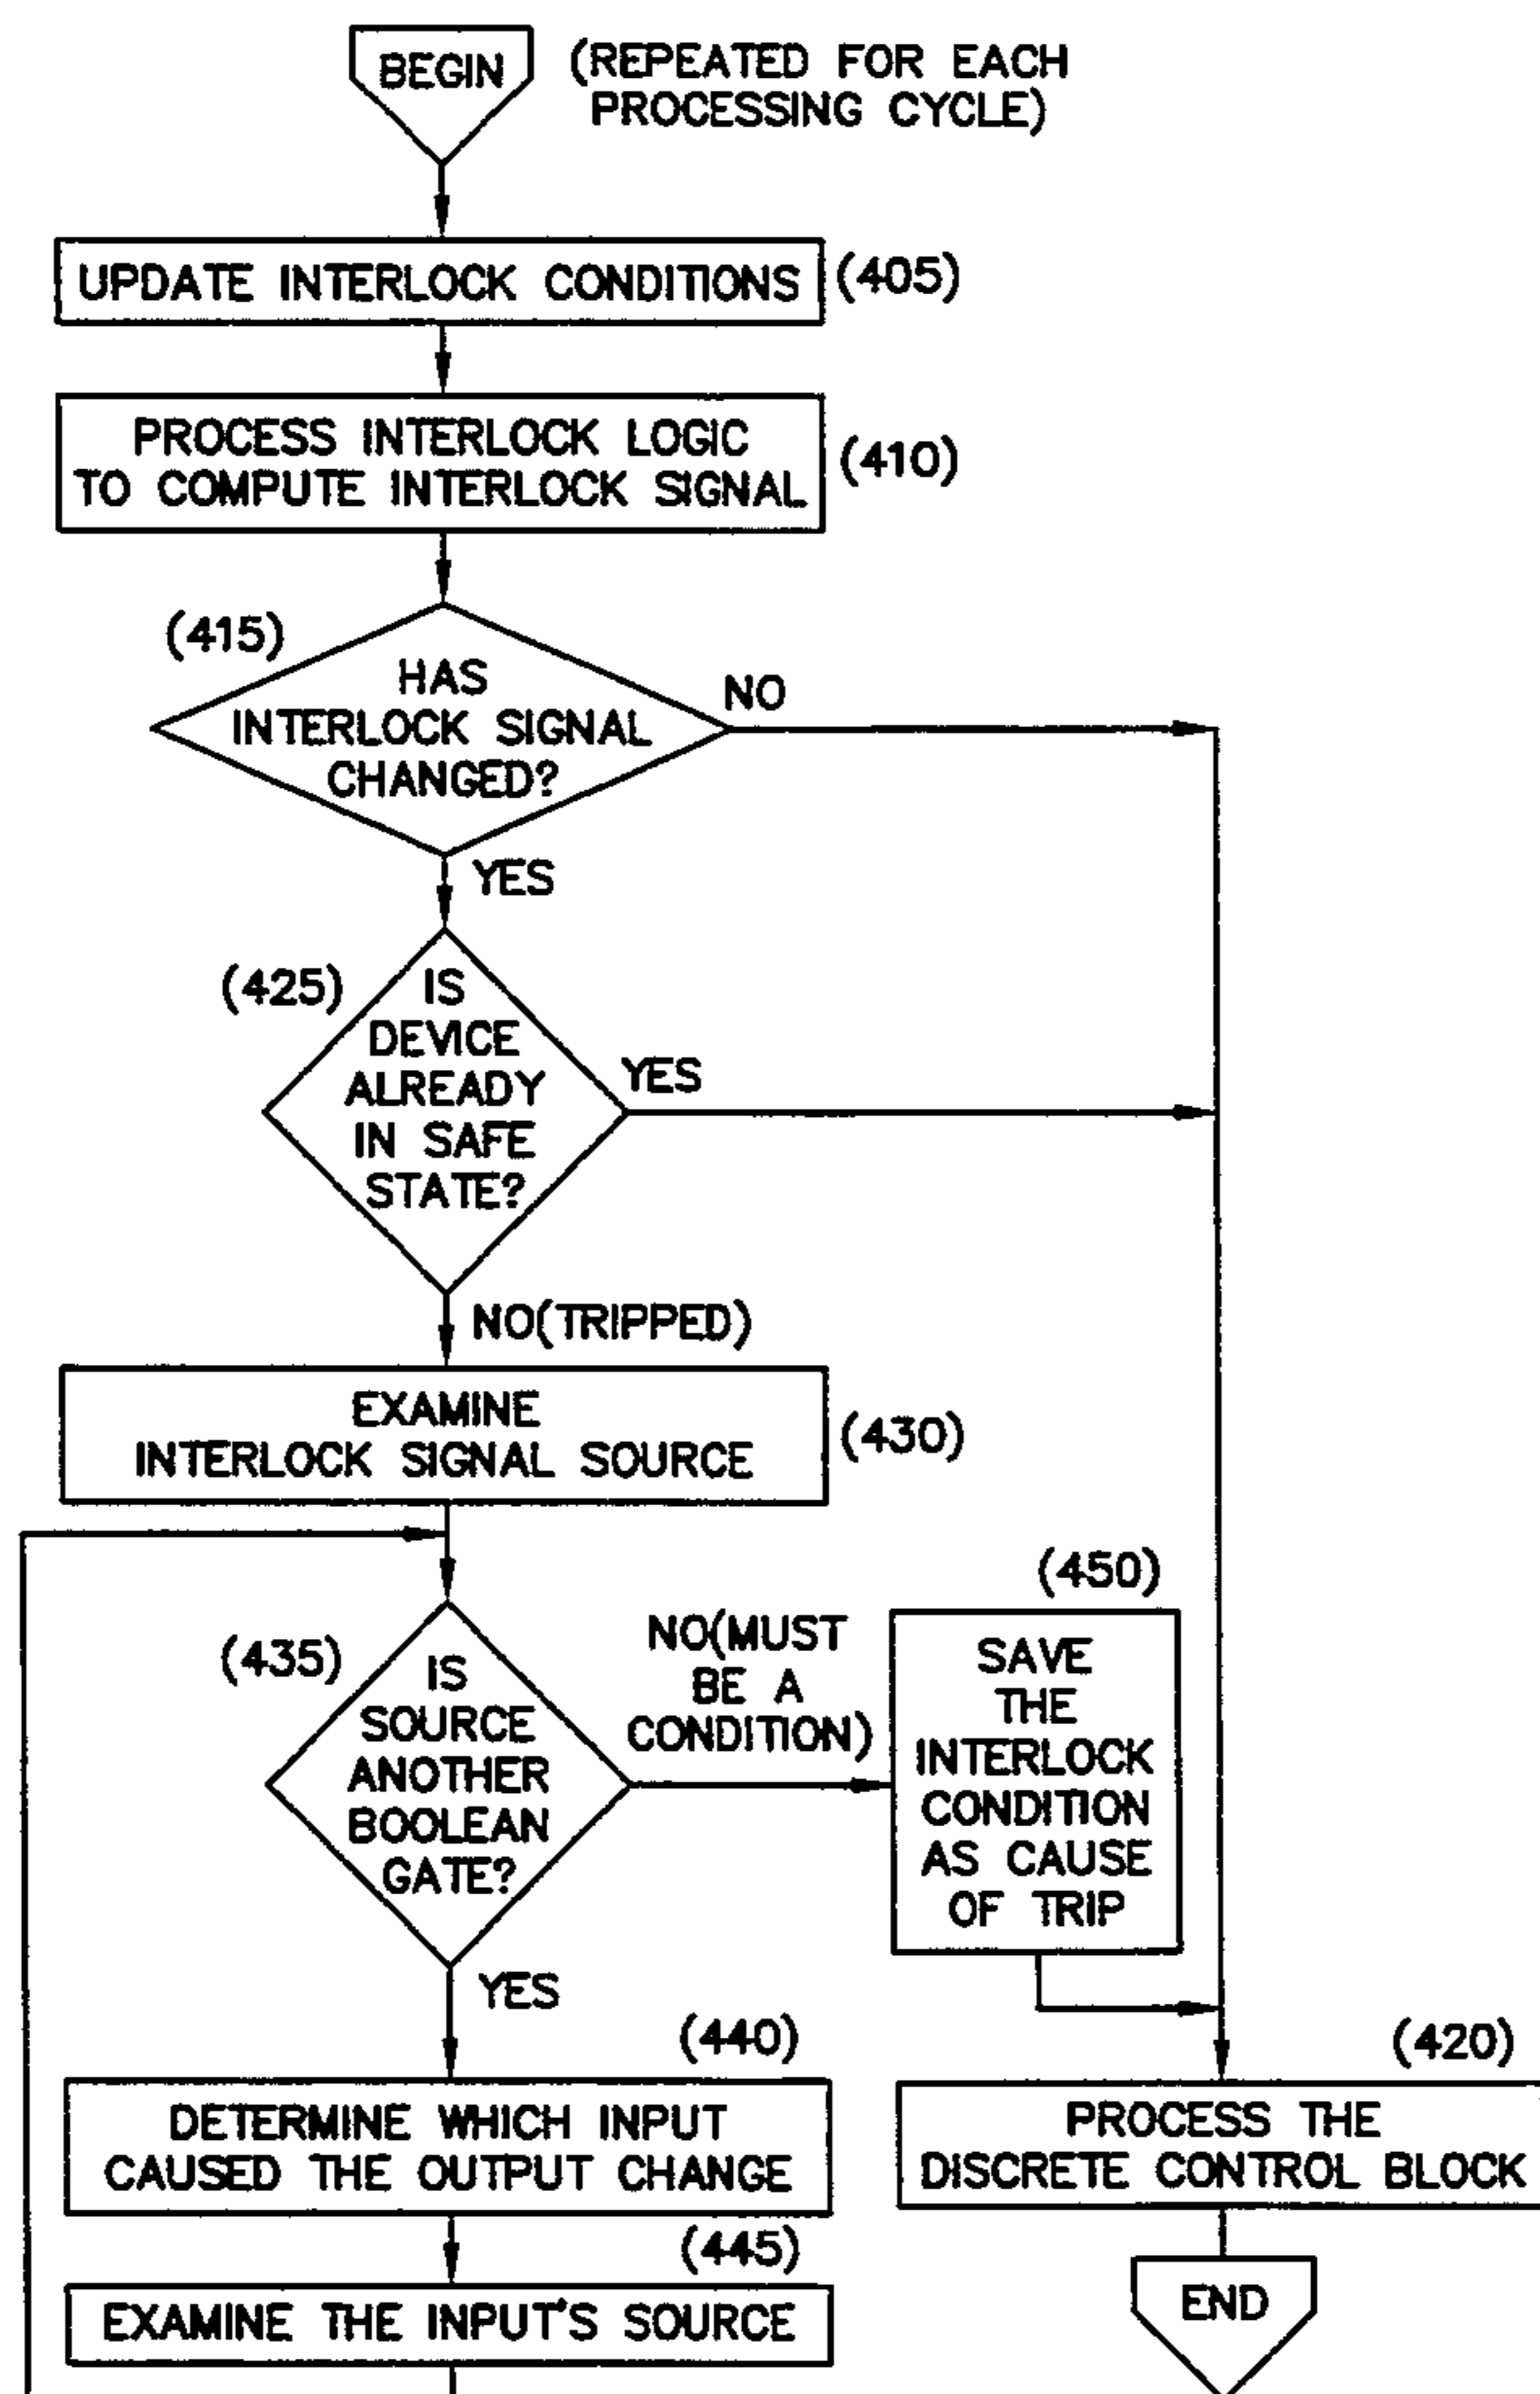 BEGIN
(REPEATED FOR EACH
PROCESSING CYCLE)
UPDATE INTERLOCK CONDITIONS
(405)
PROCESS INTERLOCK LOGIC
TO COMPUTE INTERLOCK SIGNAL
(410)
(415)
HAS
INTERLOCK SIGNAL
CHANGED?
NO
YES
(425)
IS
DEVICE
ALREADY
IN SAFE
STATE?
YES
NO(TRIPPED)
EXAMINE
INTERLOCK SIGNAL SOURCE
(430)
(435)
IS
SOURCE
ANOTHER
BOOLEAN
GATE?
NO(MUST
BE A
CONDITION)
(450)
SAVE
THE
INTERLOCK
CONDITION
AS CAUSE
OF TRIP
YES
(440)
DETERMINE WHICH INPUT
CAUSED THE OUTPUT CHANGE
(420)
PROCESS THE
DISCRETE CONTROL BLOCK
(445)
EXAMINE THE INPUT'S SOURCE
END